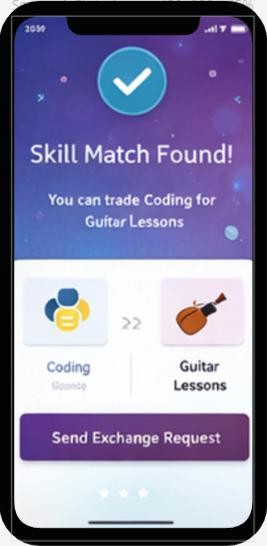 Skill Match Found!
You can trade Coding for
Guitar Lessons
>>
Coding
Guitar
Lessons
Send Exchange Request